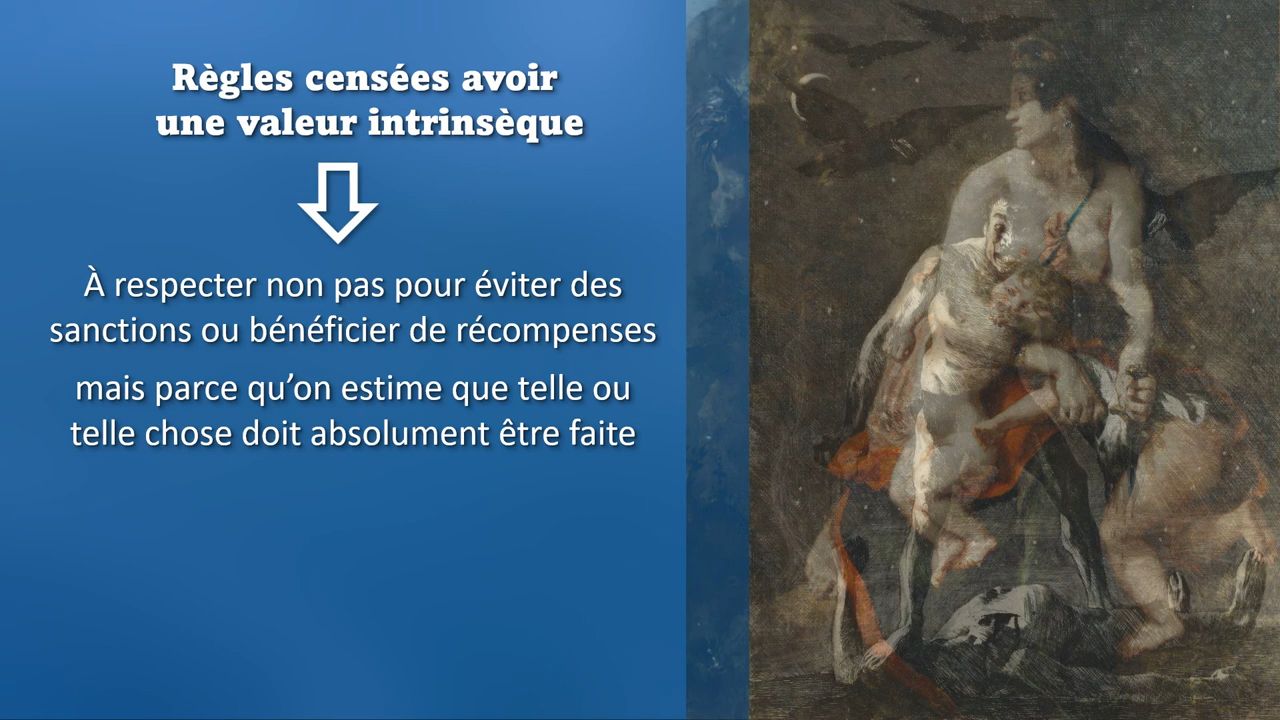 Règles censées avoir
une valeur intrinsèque
À respecter non pas pour éviter des
sanctions ou bénéficier de récompenses
mais parce qu’on estime que telle ou
telle chose doit absolument être faite